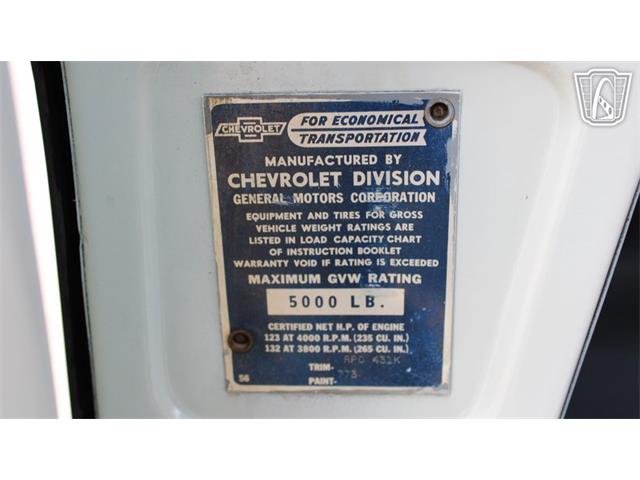 CHEVROLET
FOR ECONOMICAL
TRANSPORTATION
MANUFACTURED BY
CHEVROLET DIVISION
GENERAL MOTORS CORPORATION
EQUIPMENT AND TIRES FOR GROSS
VEHICLE WEIGHT RATINGS ARE
LISTED IN LOAD CAPACITY CHART
OF INSTRUCTION BOOKLET
WARRANTY VOID IF RATING IS EXCEEDED
MAXIMUM GVW RATING
5000 LB.
CERTIFIED NET H.P. OF ENGINE
123 AT 4000 R.P.M. (235 CU. IN.)
132 AT 3800 R.P.M. (265 CU. IN.)
TRIM- 431K
PAINT- 773
56